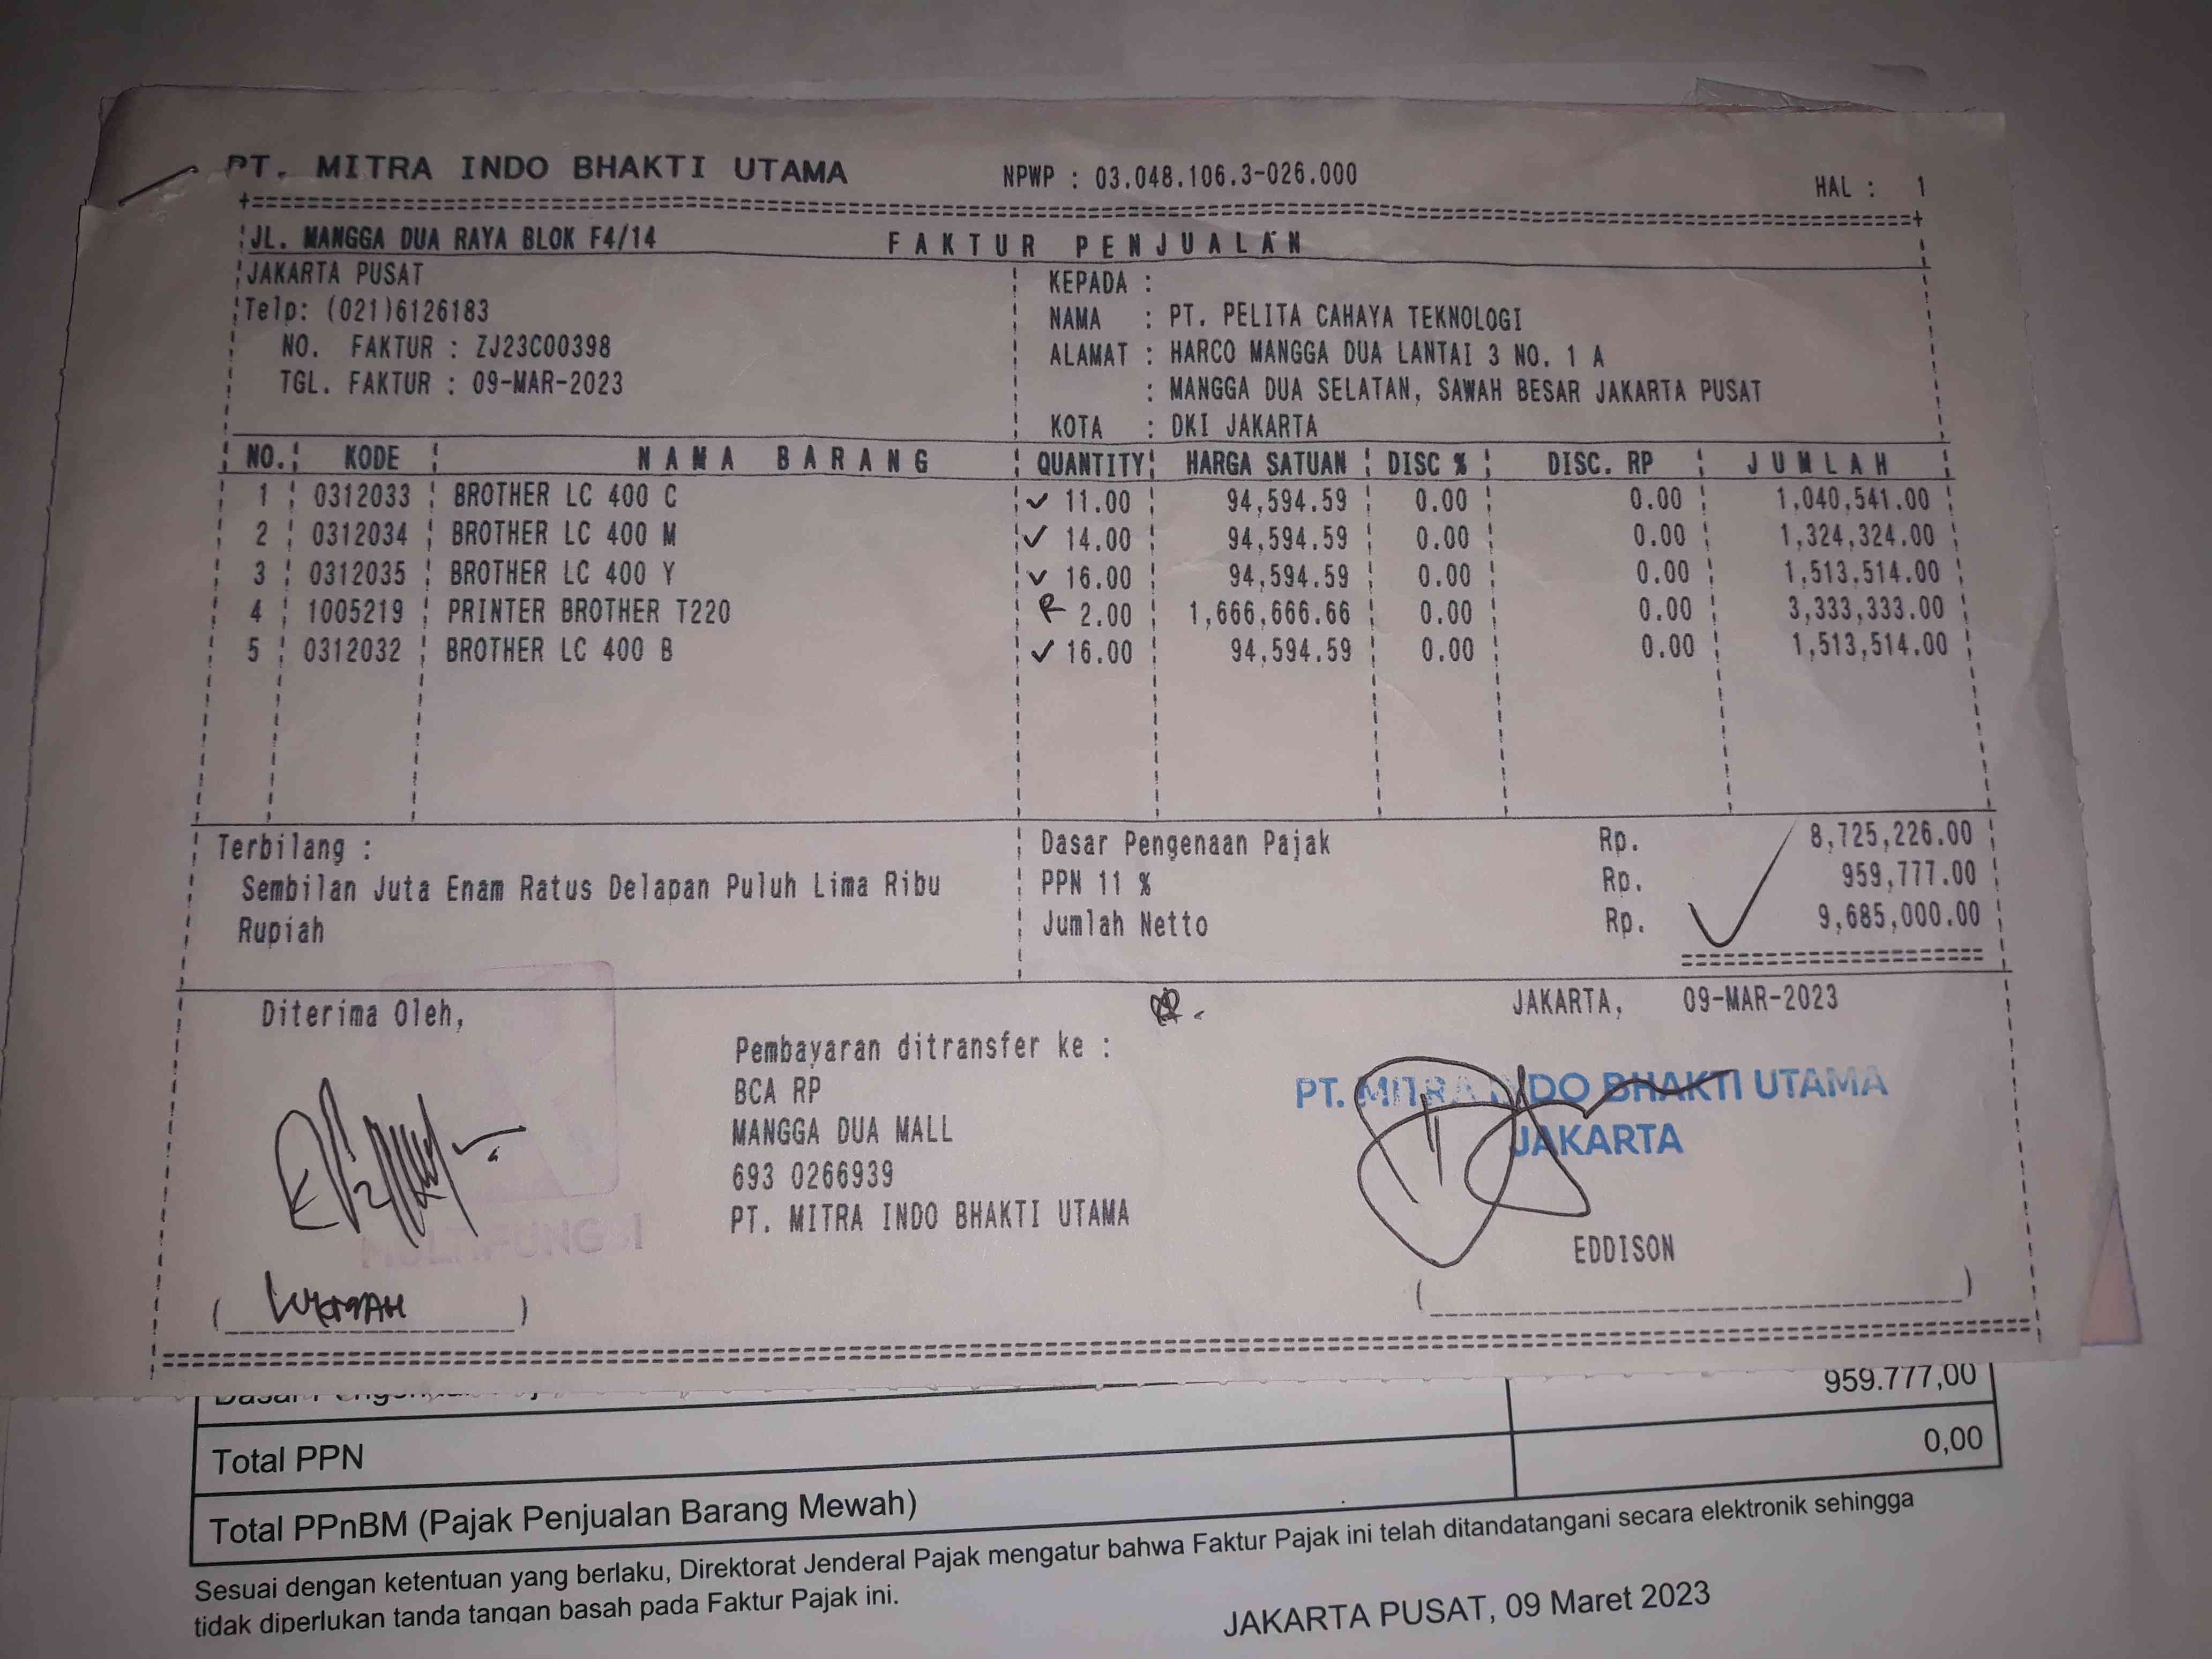 PT. MITRA INDO BHAKTI UTAMA NPWP : 03.048.106.3-026.000 HAL : 1
JL. MANGGA DUA RAYA BLOK F4/14 FAKTUR PENJUALAN
JAKARTA PUSAT
Telp: (021)6126183
NO. FAKTUR : ZJ23C00398
TGL. FAKTUR : 09-MAR-2023
KEPADA :
NAMA : PT. PELITA CAHAYA TEKNOLOGI
ALAMAT : HARCO MANGGA DUA LANTAI 3 NO. 1 A
: MANGGA DUA SELATAN, SAWAH BESAR JAKARTA PUSAT
KOTA : DKI JAKARTA
NO. KODE NAMA BARANG QUANTITY HARGA SATUAN DISC % DISC. RP JUMLAH
1 0312033 BROTHER LC 400 C 11.00 94,594.59 0.00 0.00 1,040,541.00
2 0312034 BROTHER LC 400 M 14.00 94,594.59 0.00 0.00 1,324,324.00
3 0312035 BROTHER LC 400 Y 16.00 94,594.59 0.00 0.00 1,513,514.00
4 1005219 PRINTER BROTHER T220 2.00 1,666,666.66 0.00 0.00 3,333,333.00
5 0312032 BROTHER LC 400 B 16.00 94,594.59 0.00 0.00 1,513,514.00
Terbilang :
Sembilan Juta Enam Ratus Delapan Puluh Lima Ribu
Rupiah
Dasar Pengenaan Pajak Rp. 8,725,226.00
PPN 11 % Rp. 959,777.00
Jumlah Netto Rp. 9,685,000.00
Diterima Oleh,
Pembayaran ditransfer ke :
BCA RP
MANGGA DUA MALL
693 0266939
PT. MITRA INDO BHAKTI UTAMA
MULTIFUNGSI
JAKARTA, 09-MAR-2023
PT. MITRA INDO BHAKTI UTAMA
JAKARTA
EDDISON
959.777,00
Total PPN 0,00
Total PPnBM (Pajak Penjualan Barang Mewah)
Sesuai dengan ketentuan yang berlaku, Direktorat Jenderal Pajak mengatur bahwa Faktur Pajak ini telah ditandatangani secara elektronik sehingga
tidak diperlukan tanda tangan basah pada Faktur Pajak ini.
JAKARTA PUSAT, 09 Maret 2023